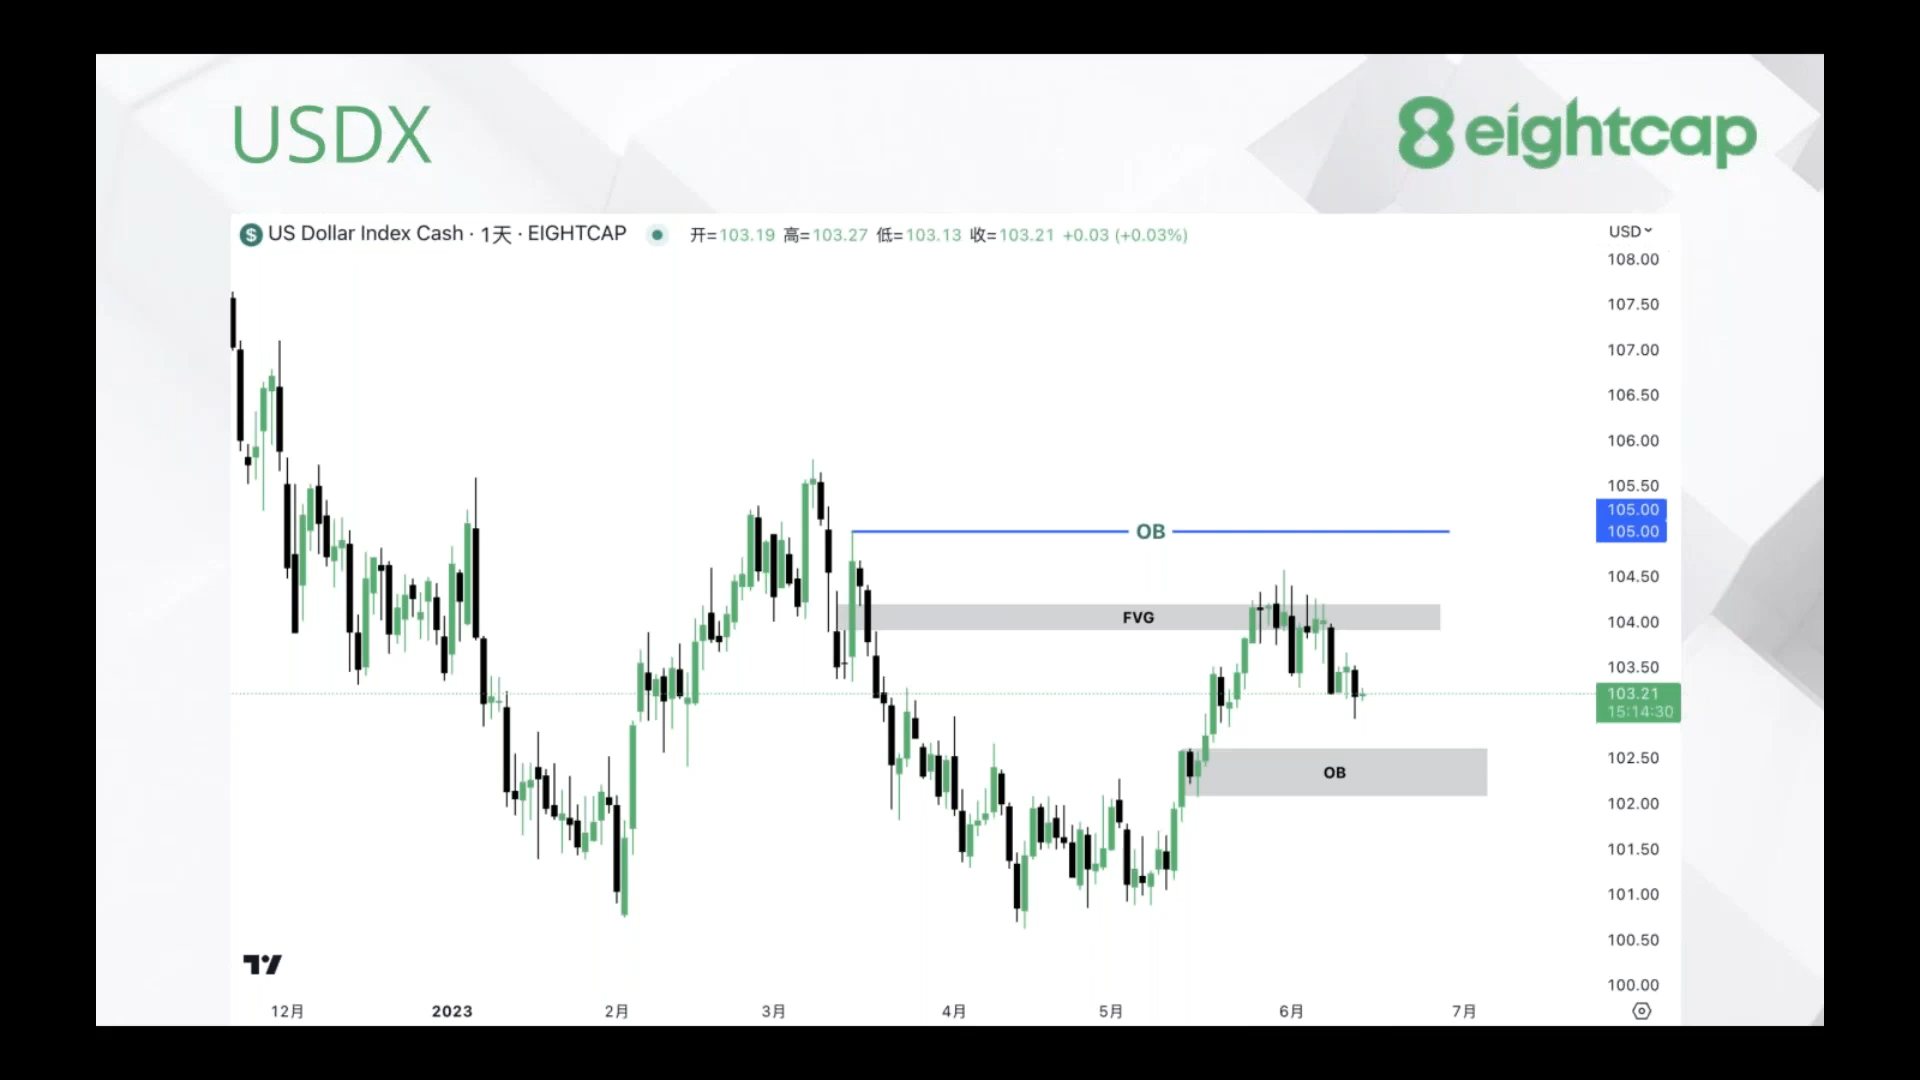 USDX
8 eightcap
$ US Dollar Index Cash · 1天 · EIGHTCAP 开=103.19 高=103.27 低=103.13 收=103.21 +0.03 (+0.03%)
USD
108.00
107.50
107.00
106.50
106.00
105.50
105.00
105.00
104.50
104.00
103.50
103.21
15:14:30
102.50
102.00
101.50
101.00
100.50
100.00
OB
FVG
OB
12月 2023 2月 3月 4月 5月 6月 7月